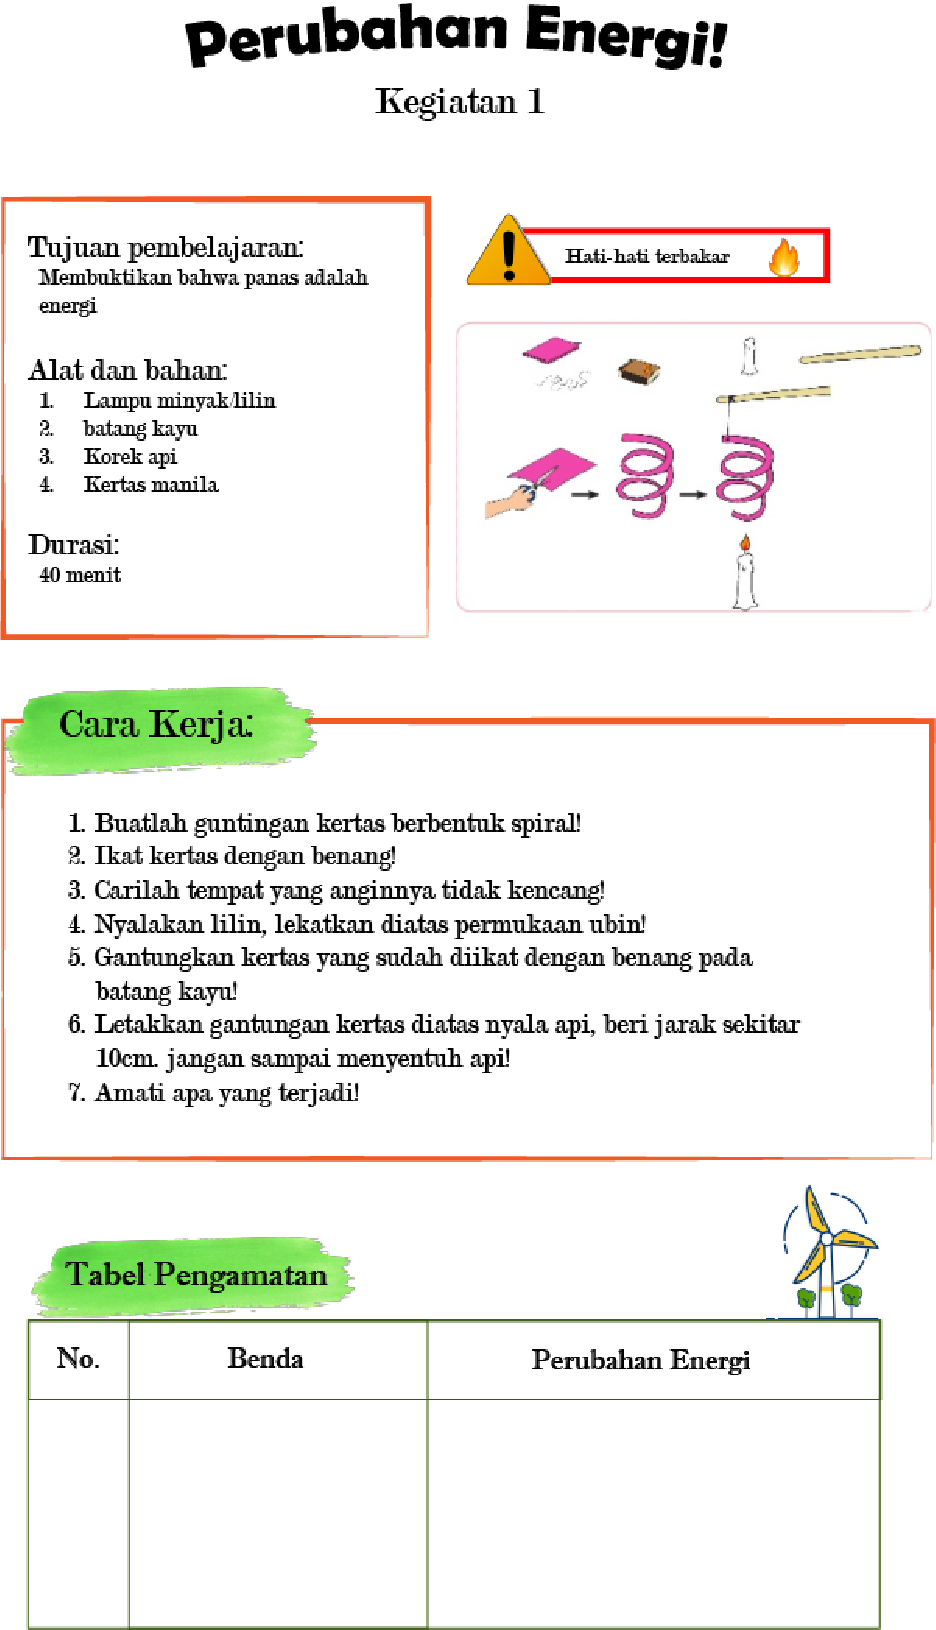 Perubahan Energi!
Kegiatan 1
Tujuan pembelajaran:
Membuktikan bahwa panas adalah
energi
Alat dan bahan:
1. Lampu minyak/lilin
2. batang kayu
3. Korek api
4. Kertas manila
Durasi:
40 menit
Hati-hati terbakar
Cara Kerja:
1. Buatlah guntingan kertas berbentuk spiral!
2. Ikat kertas dengan benang!
3. Carilah tempat yang anginnya tidak kencang!
4. Nyalakan lilin, lekatkan diatas permukaan ubin!
5. Gantungkan kertas yang sudah diikat dengan benang pada
batang kayu!
6. Letakkan gantungan kertas diatas nyala api, beri jarak sekitar
10cm. jangan sampai menyentuh api!
7. Amati apa yang terjadi!
Tabel Pengamatan
No. Benda Perubahan Energi